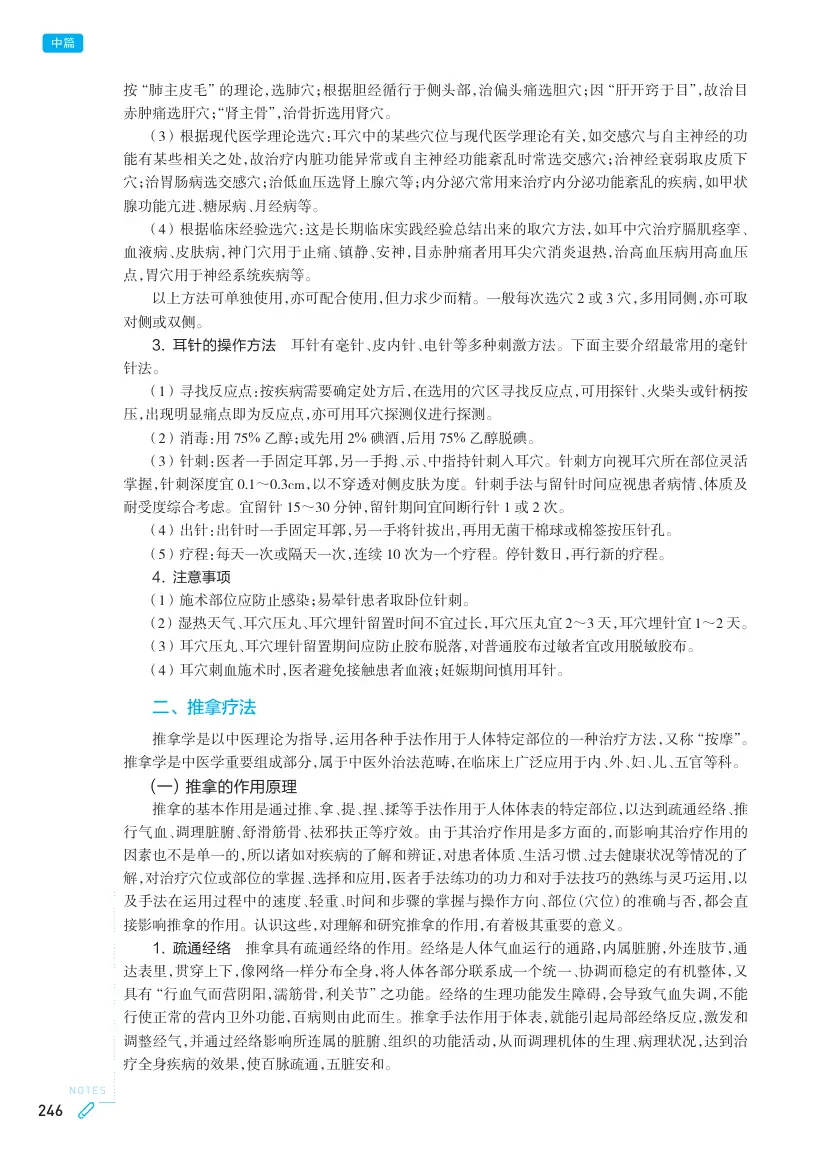 中篇
按“肺主皮毛”的理论,选肺穴;根据胆经循行于侧头部,治偏头痛选胆穴;因“肝开窍于目”,故治目
赤肿痛选肝穴;“肾主骨”,治骨折选用肾穴。
（3）根据现代医学理论选穴:耳穴中的某些穴位与现代医学理论有关,如交感穴与自主神经的功
能有某些相关之处,故治疗内脏功能异常或自主神经功能紊乱时常选交感穴;治神经衰弱取皮质下
穴;治胃肠病选交感穴;治低血压选肾上腺穴等;内分泌穴常用来治疗内分泌功能紊乱的疾病,如甲状
腺功能亢进、糖尿病、月经病等。
（4）根据临床经验选穴:这是长期临床实践经验总结出来的取穴方法,如耳中穴治疗膈肌痉挛、
血液病、皮肤病,神门穴用于止痛、镇静、安神,目赤肿痛者用耳尖穴消炎退热,治高血压病用高血压
点,胃穴用于神经系统疾病等。
以上方法可单独使用,亦可配合使用,但力求少而精。一般每次选穴 2 或 3 穴,多用同侧,亦可取
对侧或双侧。
3. 耳针的操作方法 耳针有毫针、皮内针、电针等多种刺激方法。下面主要介绍最常用的毫针
针法。
（1）寻找反应点:按疾病需要确定处方后,在选用的穴区寻找反应点,可用探针、火柴头或针柄按
压,出现明显痛点即为反应点,亦可用耳穴探测仪进行探测。
（2）消毒:用 75% 乙醇;或先用 2% 碘酒,后用 75% 乙醇脱碘。
（3）针刺:医者一手固定耳郭,另一手拇、示、中指持针刺入耳穴。针刺方向视耳穴所在部位灵活
掌握,针刺深度宜 0.1～0.3cm,以不穿透对侧皮肤为度。针刺手法与留针时间应视患者病情、体质及
耐受度综合考虑。宜留针 15～30 分钟,留针期间宜间断行针 1 或 2 次。
（4）出针:出针时一手固定耳郭,另一手将针拔出,再用无菌干棉球或棉签按压针孔。
（5）疗程:每天一次或隔天一次,连续 10 次为一个疗程。停针数日,再行新的疗程。
4. 注意事项
（1）施术部位应防止感染;易晕针患者取卧位针刺。
（2）湿热天气、耳穴压丸、耳穴埋针留置时间不宜过长,耳穴压丸宜 2～3 天,耳穴埋针宜 1～2 天。
（3）耳穴压丸、耳穴埋针留置期间应防止胶布脱落,对普通胶布过敏者宜改用脱敏胶布。
（4）耳穴刺血施术时,医者避免接触患者血液;妊娠期间慎用耳针。
二、推拿疗法
推拿学是以中医理论为指导,运用各种手法作用于人体特定部位的一种治疗方法,又称“按摩”。
推拿学是中医学重要组成部分,属于中医外治法范畴,在临床上广泛应用于内、外、妇、儿、五官等科。
（一）推拿的作用原理
推拿的基本作用是通过推、拿、提、捏、揉等手法作用于人体体表的特定部位,以达到疏通经络、推
行气血、调理脏腑、舒滑筋骨、祛邪扶正等疗效。由于其治疗作用是多方面的,而影响其治疗作用的
因素也不是单一的,所以诸如对疾病的了解和辨证,对患者体质、生活习惯、过去健康状况等情况的了
解,对治疗穴位或部位的掌握、选择和应用,医者手法练功的功力和对手法技巧的熟练与灵巧运用,以
及手法在运用过程中的速度、轻重、时间和步骤的掌握与操作方向、部位(穴位)的准确与否,都会直
接影响推拿的作用。认识这些,对理解和研究推拿的作用,有着极其重要的意义。
1. 疏通经络 推拿具有疏通经络的作用。经络是人体气血运行的通路,内属脏腑,外连肢节,通
达表里,贯穿上下,像网络一样分布全身,将人体各部分联系成一个统一、协调而稳定的有机整体,又
具有“行血气而营阴阳,濡筋骨,利关节”之功能。经络的生理功能发生障碍,会导致气血失调,不能
行使正常的营内卫外功能,百病则由此而生。推拿手法作用于体表,就能引起局部经络反应,激发和
调整经气,并通过经络影响所连属的脏腑、组织的功能活动,从而调理机体的生理、病理状况,达到治
疗全身疾病的效果,使百脉疏通,五脏安和。
NOTES
246